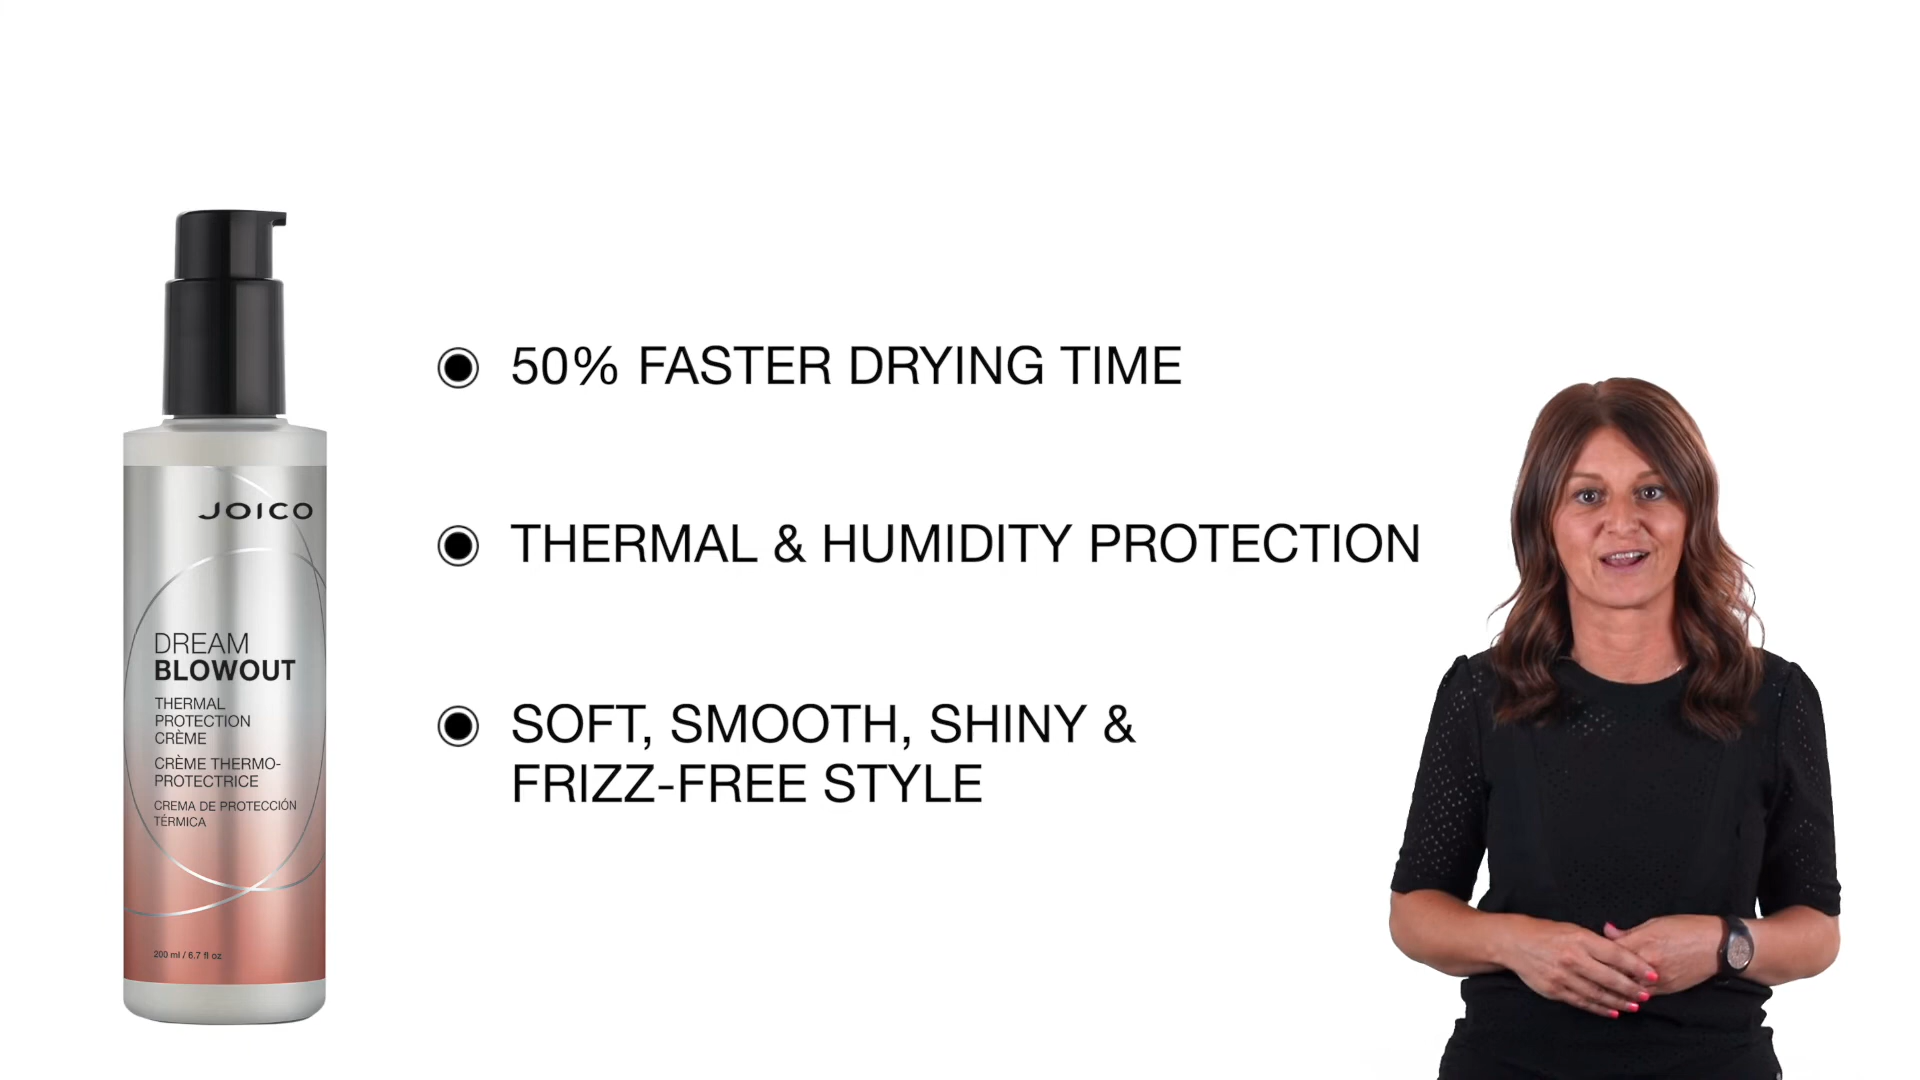 JOICO
DREAM
BLOWOUT
THERMAL
PROTECTION
CRÈME
CRÈME THERMO-
PROTECTRICE
CREMA DE PROTECCIÓN
TÉRMICA
200 ml / 6.7 fl oz
50% FASTER DRYING TIME
THERMAL & HUMIDITY PROTECTION
SOFT, SMOOTH, SHINY &
FRIZZ-FREE STYLE